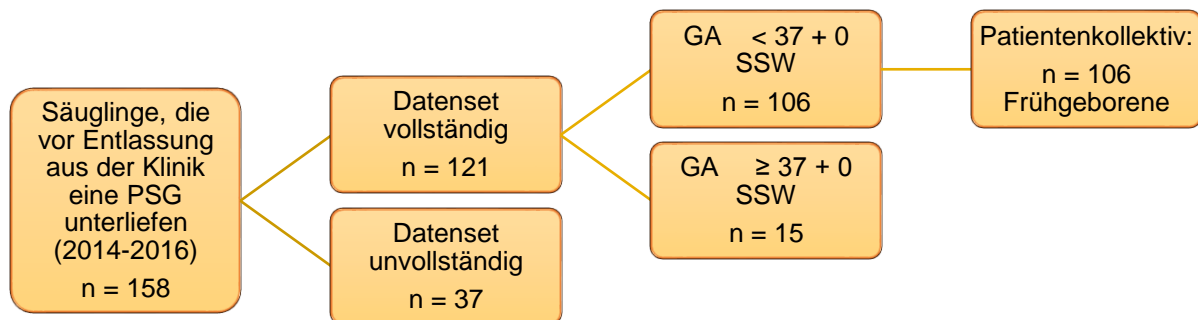 Säuglinge, die
vor Entlassung
aus der Klinik
eine PSG
unterliefen
(2014-2016)
n = 158
Datenset
vollständig
n = 121
Datenset
unvollständig
n = 37
GA < 37 + 0
SSW
n = 106
GA ≥ 37 + 0
SSW
n = 15
Patientenkollektiv:
n = 106
Frühgeborene